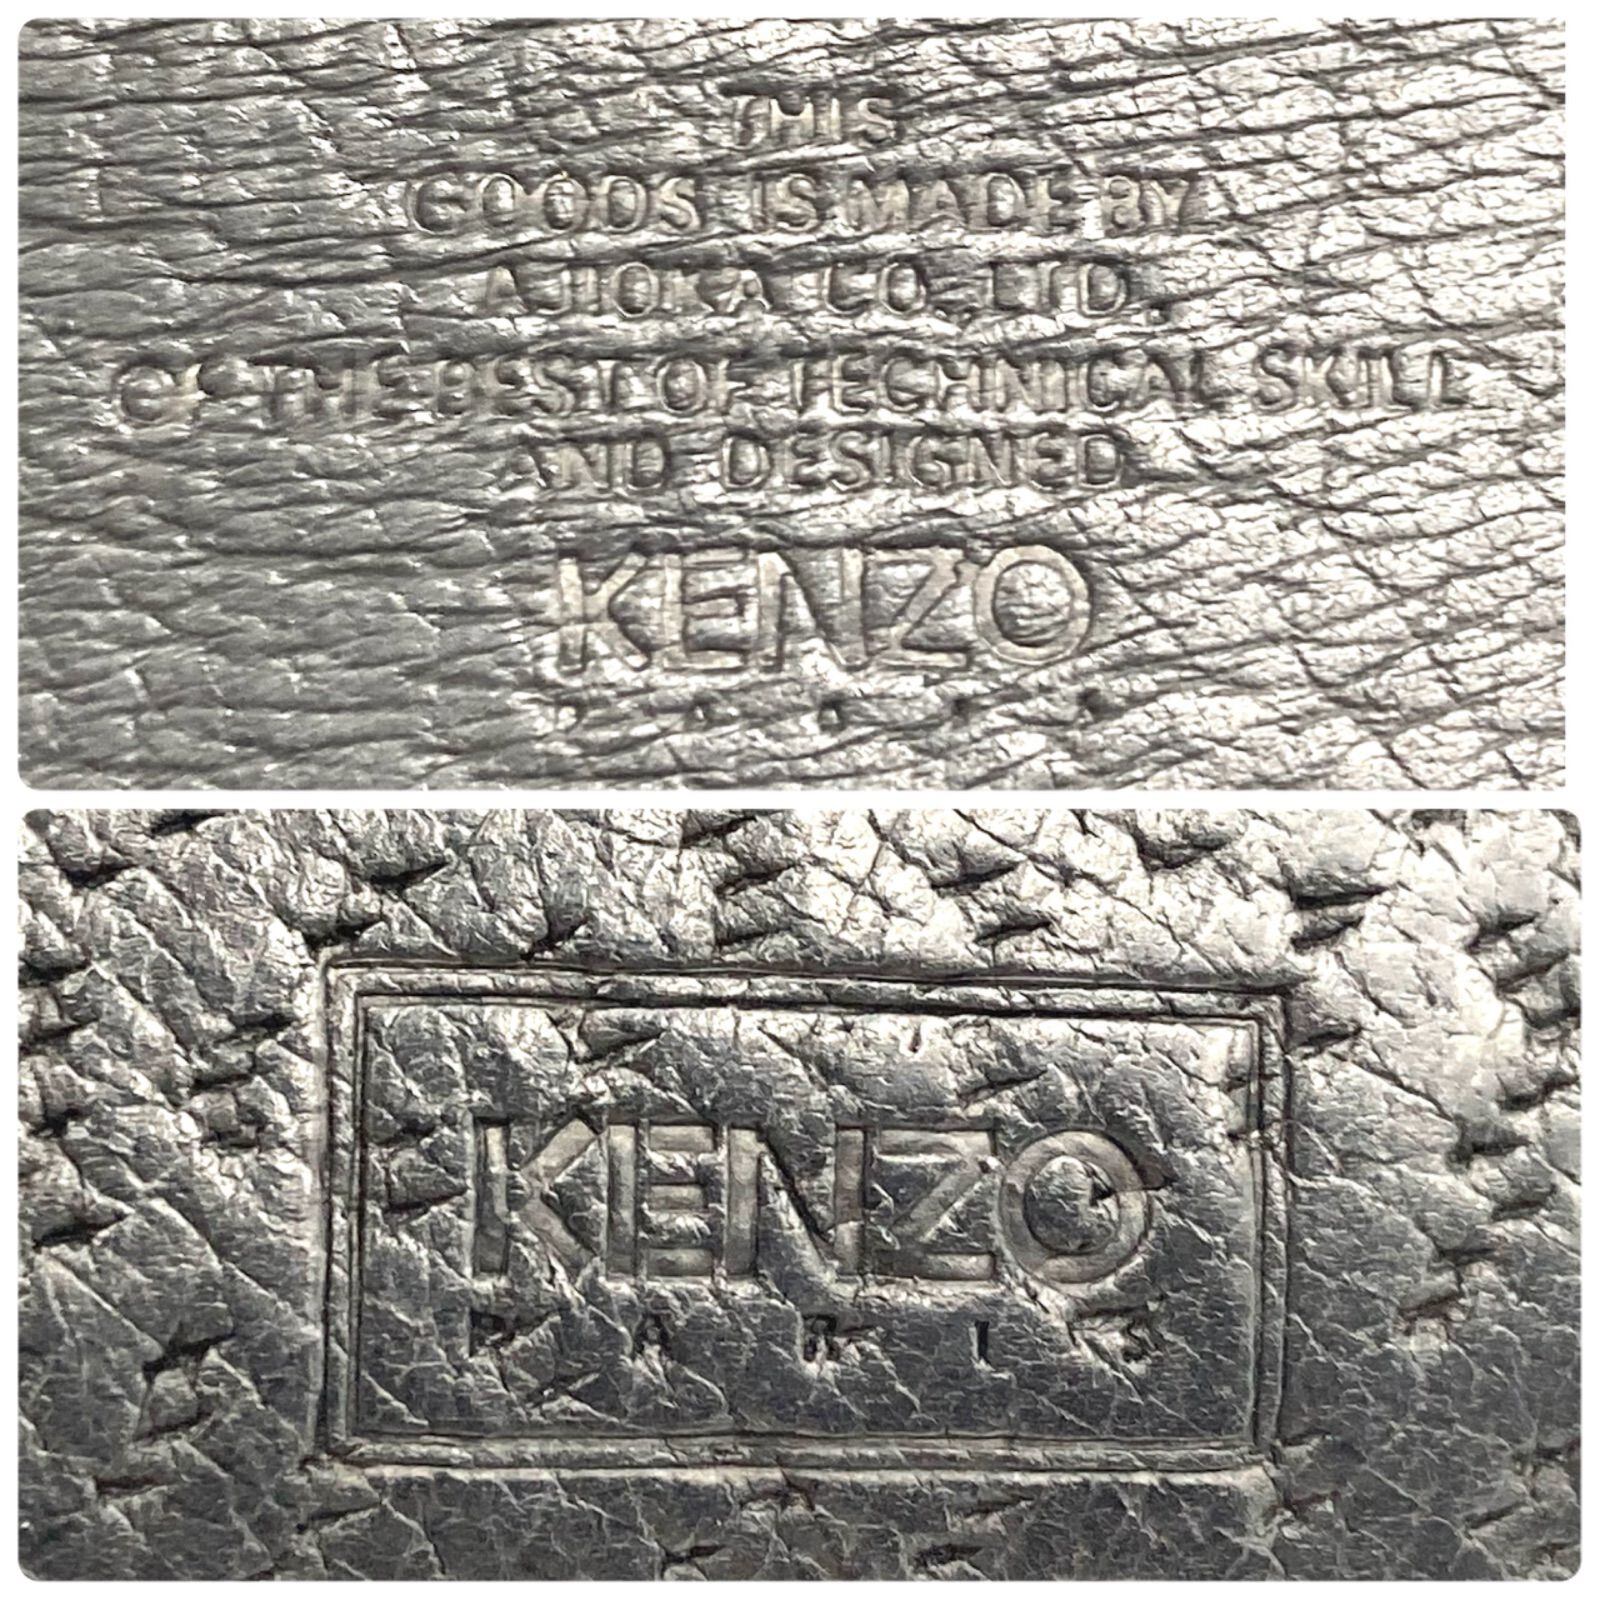 THIS
GOODS IS MADE BY
AJIOKA CO., LTD.
OF THE BEST OF TECHNICAL SKILL
AND DESIGNED
KENZO
PARIS
KENZO
PARIS